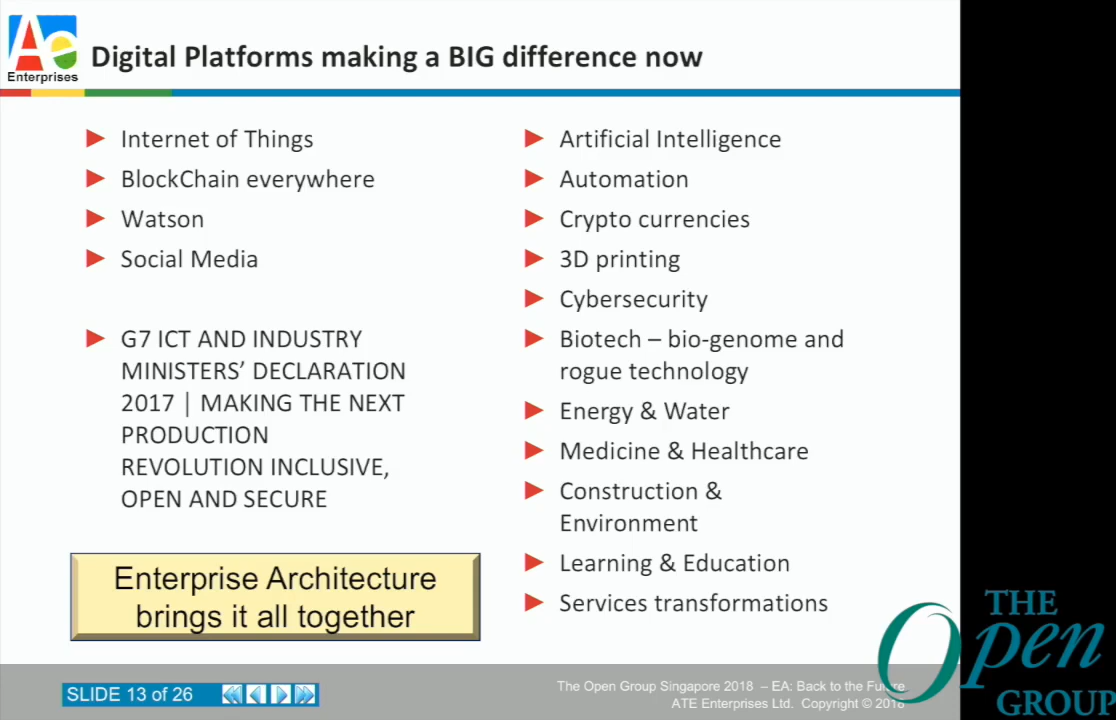 Ae
Enterprises
Digital Platforms making a BIG difference now
Internet of Things
BlockChain everywhere
Watson
Social Media
G7 ICT AND INDUSTRY
MINISTERS’ DECLARATION
2017 | MAKING THE NEXT
PRODUCTION
REVOLUTION INCLUSIVE,
OPEN AND SECURE
Enterprise Architecture
brings it all together
Artificial Intelligence
Automation
Crypto currencies
3D printing
Cybersecurity
Biotech – bio-genome and
rogue technology
Energy & Water
Medicine & Healthcare
Construction &
Environment
Learning & Education
Services transformations
SLIDE 13 of 26
The Open Group Singapore 2018 – EA: Back to the Future
ATE Enterprises Ltd. Copyright © 2018
THE
Open
GROUP